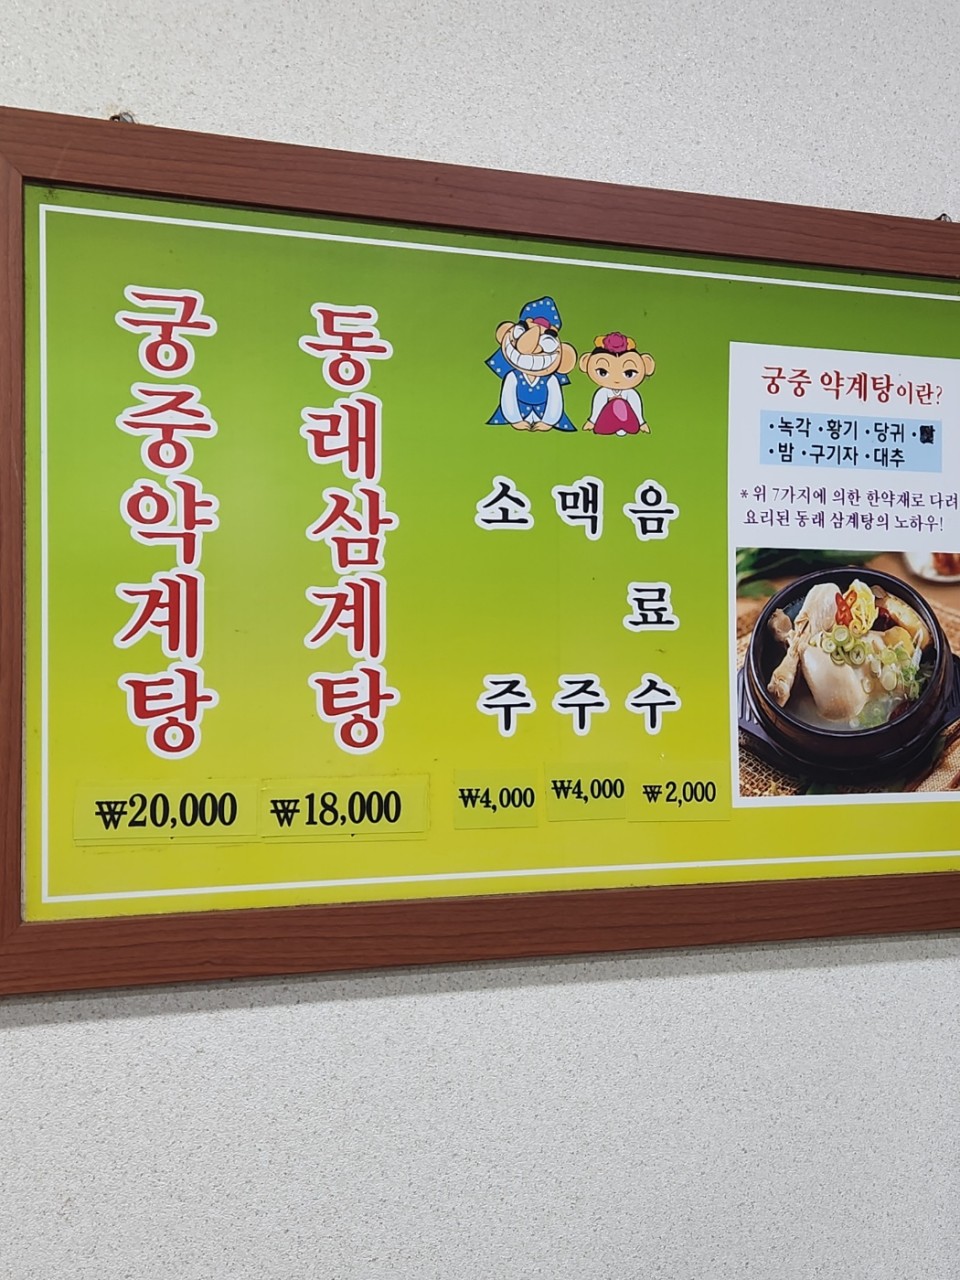 궁중약계탕
₩20,000
동래삼계탕
₩18,000
소주
₩4,000
맥주
₩4,000
음료수
₩2,000
궁중 약계탕이란?
·녹각 ·황기 ·당귀 ·
·밤 ·구기자 ·대추
*위 7가지에 의한 한약재로 다려
요리된 동래 삼계탕의 노하우!